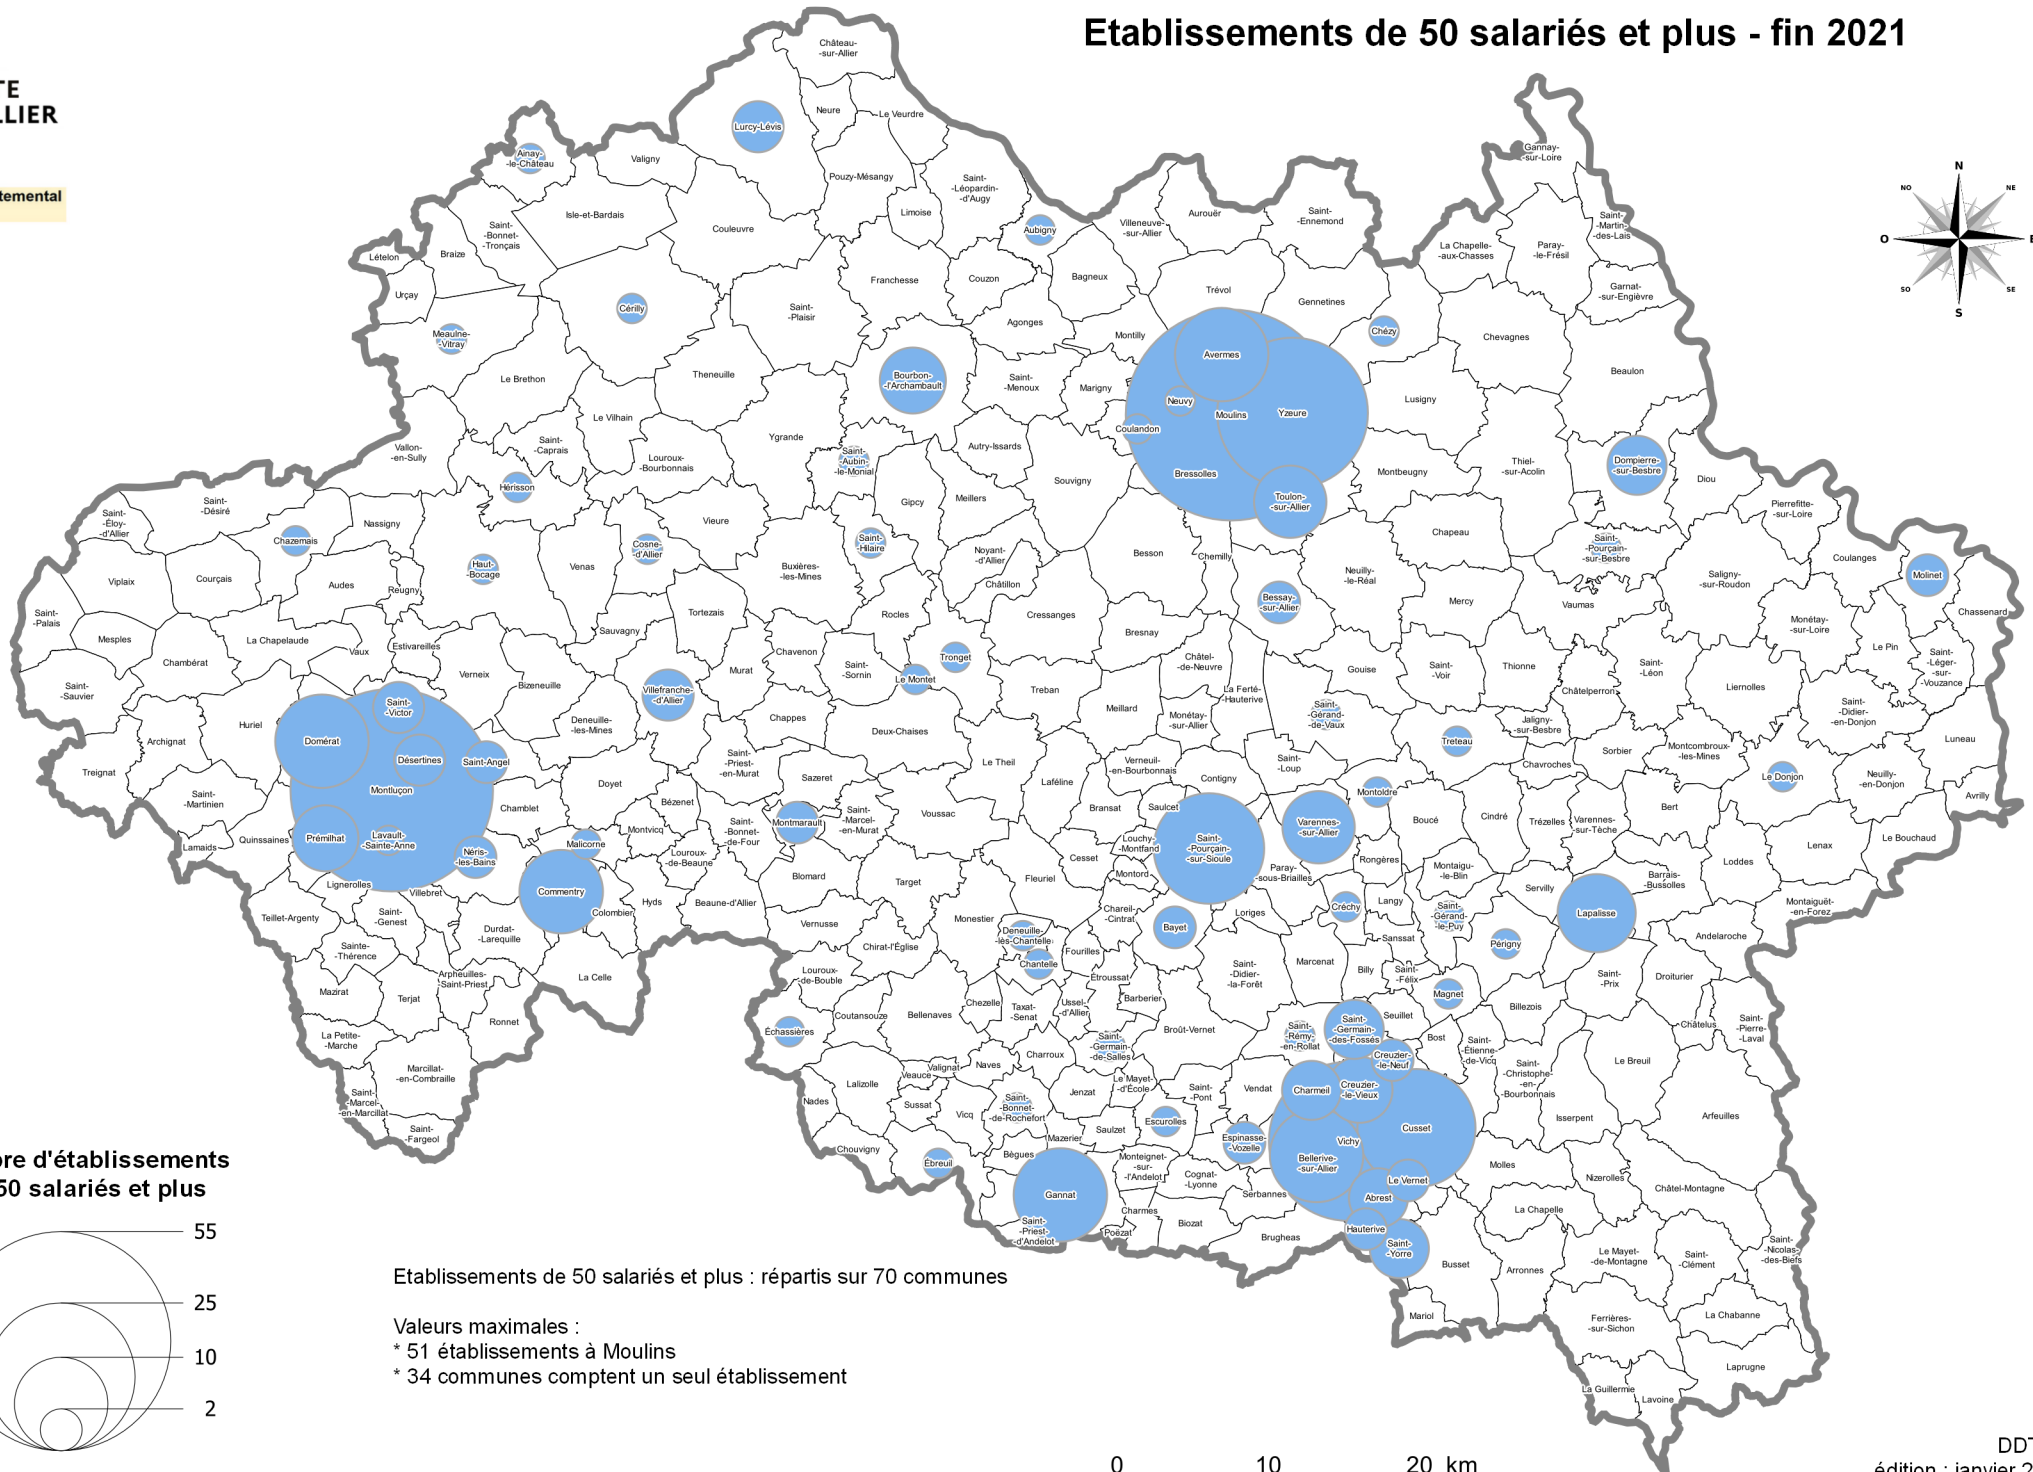 Etablissements de 50 salariés et plus - fin 2021
TE
LLIER
temental
N
NO
NE
O
E
SO
SE
S
Château-
-sur-Allier
Neure
Le Veurdre
Lurcy-Lévis
Ainay-
-le-Château
Valigny
Pouzy-Mésangy
Saint-
-Léopardin-
-d'Augy
Limoise
Isle-et-Bardais
Couleuvre
Saint-
-Bonnet-
-Tronçais
Braize
Lételon
Urçay
Aubigny
Villeneuve-
-sur-Allier
Aurouër
Saint-
-Ennemond
Gannay-
-sur-Loire
Saint-
-Martin-
-des-Lais
La Chapelle-
-aux-Chasses
Paray-
-le-Frésil
Garnat-
-sur-Engièvre
Franchesse
Couzon
Bagneux
Trévol
Gennetines
Cérilly
Saint-
-Plaisir
Agonges
Montilly
Chézy
Chevagnes
Meaulne-
-Vitray
Le Brethon
Theneuille
Bourbon-
-l'Archambault
Saint-
-Menoux
Marigny
Avermes
Neuvy
Moulins
Yzeure
Coulandon
Bressolles
Toulon-
-sur-Allier
Lusigny
Beaulon
Le Vilhain
Ygrande
Autry-Issards
Vallon-
-en-Sully
Saint-
-Caprais
Louroux-
-Bourbonnais
Saint-
-Aubin-
-le-Monial
Souvigny
Montbeugny
Thiel-
-sur-Acolin
Dompierre-
-sur-Besbre
Diou
Hérisson
Gipcy
Meillers
Pierrefitte-
-sur-Loire
Saint-
-Désiré
Saint-
-Éloy-
-d'Allier
Nassigny
Chazemais
Vieure
Cosne-
-d'Allier
Saint-
-Hilaire
Noyant-
-d'Allier
Besson
Chemilly
Chapeau
Saint-
-Pourçain-
-sur-Besbre
Coulanges
Molinet
Viplaix
Courçais
Audes
Reugny
Haut-
-Bocage
Venas
Buxières-
-les-Mines
Châtillon
Bessay-
-sur-Allier
Neuilly-
-le-Réal
Mercy
Vaumas
Saligny-
-sur-Roudon
Chassenard
Saint-
-Palais
Mesples
La Chapelaude
Vaux
Estivareilles
Sauvagny
Tortezais
Rocles
Cressanges
Bresnay
Monétay-
-sur-Loire
Le Pin
Saint-
-Léger-
-sur-
-Vouzance
Chambérat
Verneix
Bizeneuille
Murat
Chavenon
Saint-
-Sornin
Le Montet
Tronget
Châtel-
-de-Neuvre
Gouise
Saint-
-Voir
Thionne
Saint-
-Léon
Saint-
-Sauvier
Villefranche-
-d'Allier
Treban
La Ferté-
-Hauterive
Châtelperron
Liernolles
Archignat
Huriel
Domérat
Saint-
-Victor
Deneuille-
-les-Mines
Chappes
Deux-Chaises
Meillard
Monétay-
-sur-Allier
Saint-
-Gérand-
-de-Vaux
Treteau
Jaligny-
-sur-Besbre
Saint-
-Didier-
-en-Donjon
Luneau
Sorbier
Montcombroux-
-les-Mines
Désertines
Saint-Angel
Saint-
-Priest-
-en-Murat
Le Theil
Verneuil-
-en-Bourbonnais
Saint-
-Loup
Chavroches
Treignat
Montluçon
Doyet
Sazeret
Laféline
Contigny
Le Donjon
Neuilly-
-en-Donjon
Avrilly
Saint-
-Martinien
Chamblet
Bézenet
Saint-
-Marcel-
-en-Murat
Voussac
Bransat
Saulcet
Montoldre
Boucé
Cindré
Trézelles
Varennes-
-sur-Tèche
Bert
Lamaids
Quinssaines
Prémilhat
Lavault-
-Sainte-Anne
Néris-
-les-Bains
Malicorne
Montvicq
Saint-
-Bonnet-
-de-Four
Montmarault
Louchy-
-Montfand
Saint-
-Pourçain-
-sur-Sioule
Varennes-
-sur-Allier
Lenax
Le Bouchaud
Louroux-
-de-Beaune
Cesset
Rongères
Montaigu-
-le-Blin
Loddes
Lignerolles
Villebret
Commentry
Blomard
Target
Fleuriel
Montord
Paray-
-sous-Briailles
Servilly
Barrais-
-Bussolles
Teillet-Argenty
Saint-
-Genest
Colombier
Hyds
Beaune-d'Allier
Vernusse
Monestier
Chareil-
-Cintrat
Bayet
Loriges
Créchy
Langy
Saint-
-Gérand-
-le-Puy
Lapalisse
Montaiguët-
-en-Forez
Durdat-
-Larequille
Sainte-
-Thérence
Chirat-l'Église
Deneuille-
-lès-Chantelle
Fourilles
Sanssat
Périgny
Andelaroche
Arpheuilles-
-Saint-Priest
La Celle
Louroux-
-de-Bouble
Chantelle
Étroussat
Saint-
-Didier-
-la-Forêt
Marcenat
Billy
Saint-
-Félix
Saint-
-Prix
Droiturier
Mazirat
Terjat
Chezelle
Taxat-
-Senat
Ussel-
-d'Allier
Barberier
Magnet
Billezois
Ronnet
Coutansouze
Bellenaves
Saint-
-Germain-
-des-Fossés
Seuillet
Châtelus
Saint-
-Pierre-
-Laval
La Petite-
-Marche
Échassières
Saint-
-Germain-
-de-Salles
Broût-Vernet
Saint-
-Rémy-
-en-Rollat
Bost
Saint-
-Étienne-
-de-Vicq
Charroux
Creuzier-
-le-Neuf
Le Breuil
Marcillat-
-en-Combraille
Naves
Valignat
Veauce
Lalizolle
Le Mayet-
-d'École
Jenzat
Saint-
-Pont
Vendat
Charmeil
Creuzier-
-le-Vieux
Saint-
-Christophe-
-en-
-Bourbonnais
Saint-
-Marcel-
-en-Marcillat
Nades
Sussat
Vicq
Saint-
-Bonnet-
-de-Rochefort
Isserpent
Arfeuilles
Saint-
-Fargeol
Chouvigny
Mazerier
Saulzet
Escurolles
Espinasse-
-Vozelle
Vichy
Cusset
Ébreuil
Bègues
Monteignet-
-sur-
-l'Andelot
Cognat-
-Lyonne
Bellerive-
-sur-Allier
Molles
Nizerolles
Châtel-Montagne
Gannat
Serbannes
Le Vernet
Abrest
La Chapelle
Saint-
-Priest-
-d'Andelot
Poëzat
Charmes
Biozat
Brugheas
Hauterive
Saint-
-Yorre
Busset
Arronnes
Le Mayet-
-de-Montagne
Saint-
-Clément
Saint-
-Nicolas-
-des-Biefs
Mariol
Ferrières-
-sur-Sichon
La Chabanne
Laprugne
La Guillermie
Lavoine
bre d'établissements
50 salariés et plus
55
25
10
2
Etablissements de 50 salariés et plus : répartis sur 70 communes
Valeurs maximales :
* 51 établissements à Moulins
* 34 communes comptent un seul établissement
0 10 20 km
DDT
édition : janvier 2